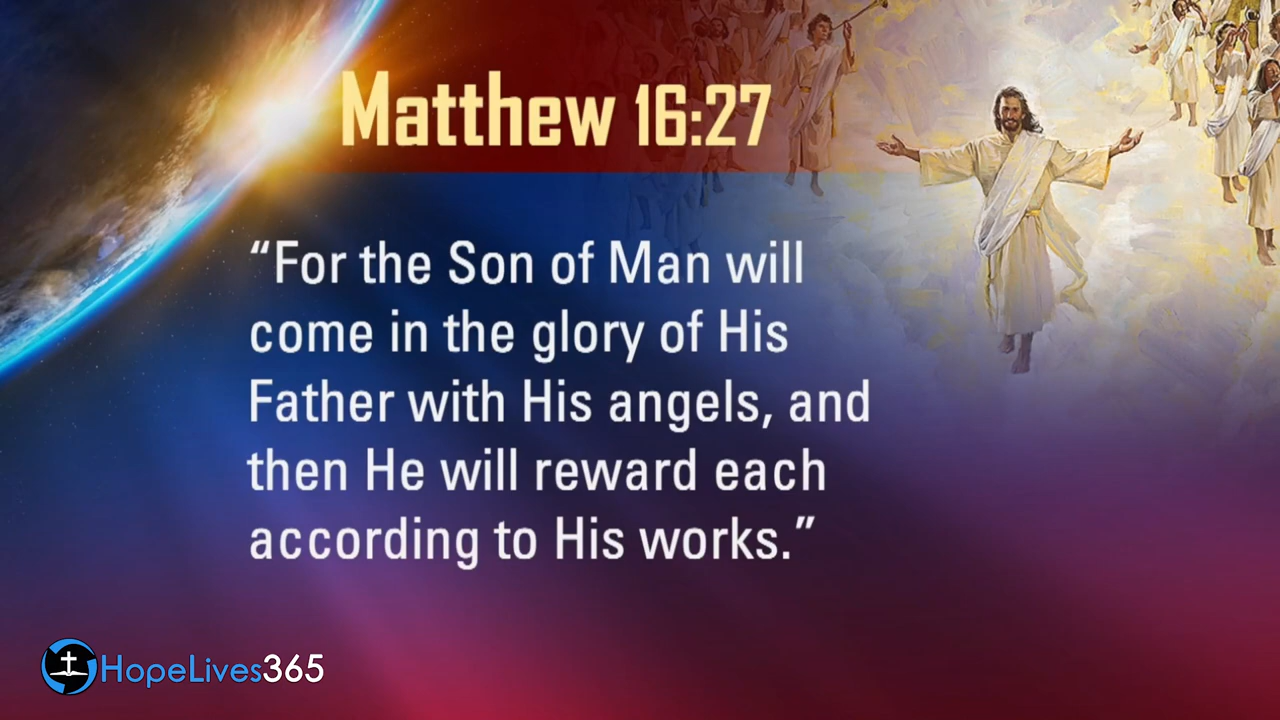 Matthew 16:27
“For the Son of Man will
come in the glory of His
Father with His angels, and
then He will reward each
according to His works.”
HopeLives365